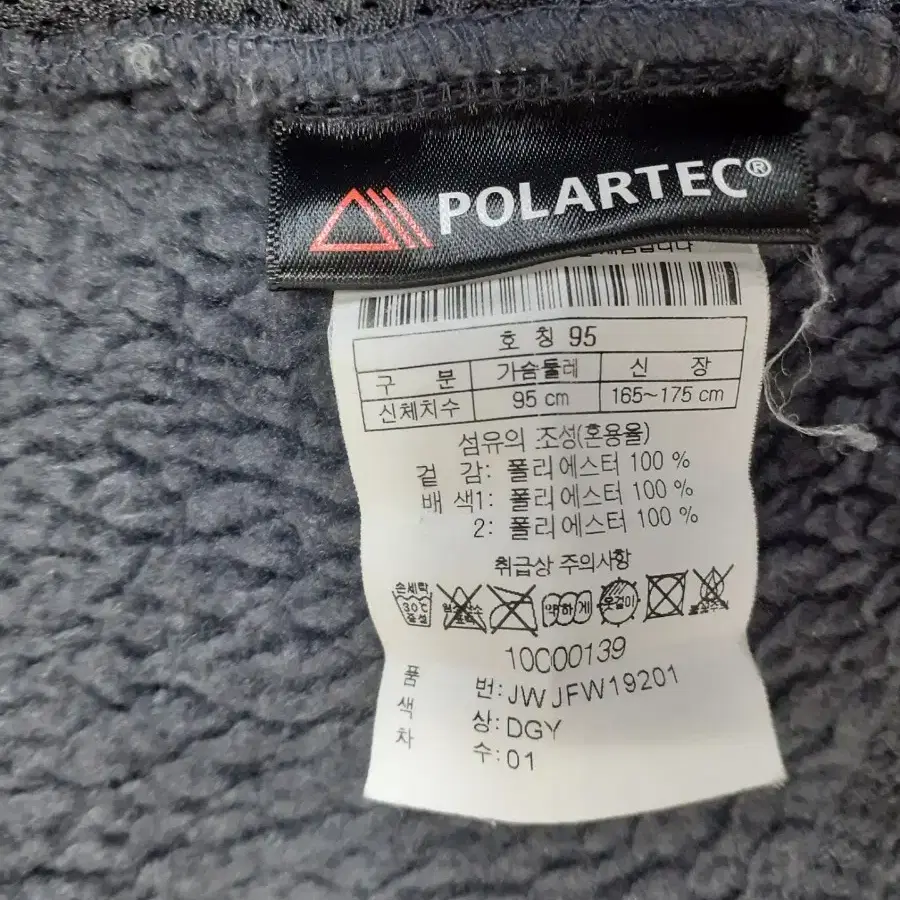 POLARTEC®
호 칭 95
구 분 가슴둘레 신 장
신체치수 95 cm 165~175 cm
섬유의 조성(혼용율)
겉 감: 폴리에스터 100 %
배 색1: 폴리에스터 100 %
2: 폴리에스터 100 %
취급상 주의사항
손세탁 30℃ 중성 약하게 옷걸이
10C00139
품 번: JWJFW19201
색 상: DGY
차 수: 01